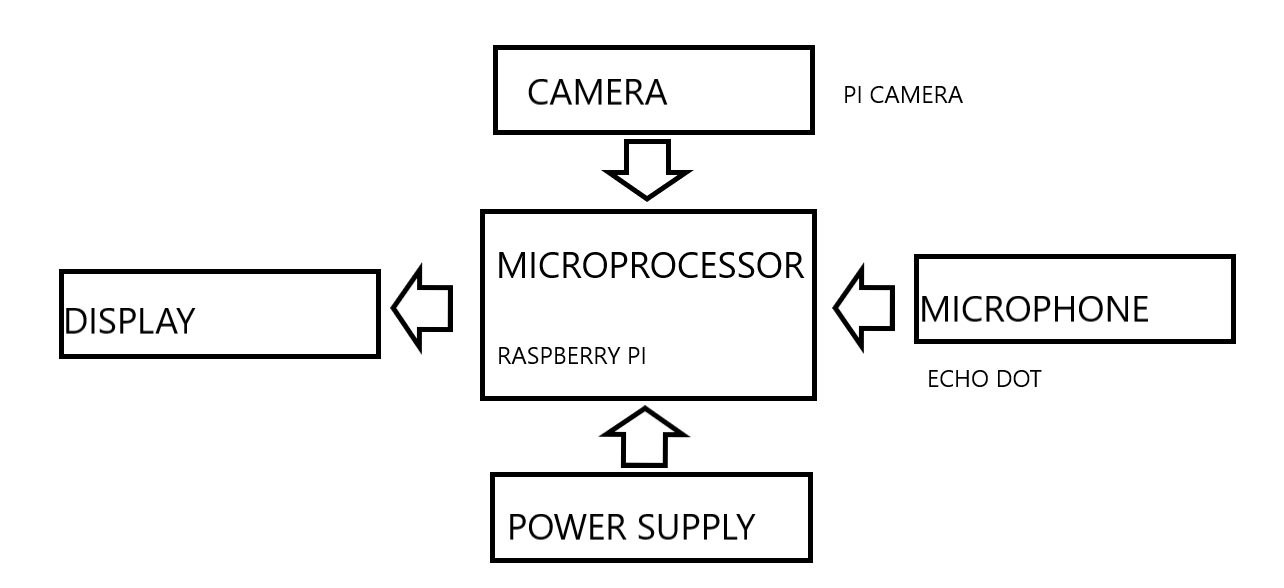 CAMERA
PI CAMERA
MICROPROCESSOR
RASPBERRY PI
DISPLAY
MICROPHONE
ECHO DOT
POWER SUPPLY